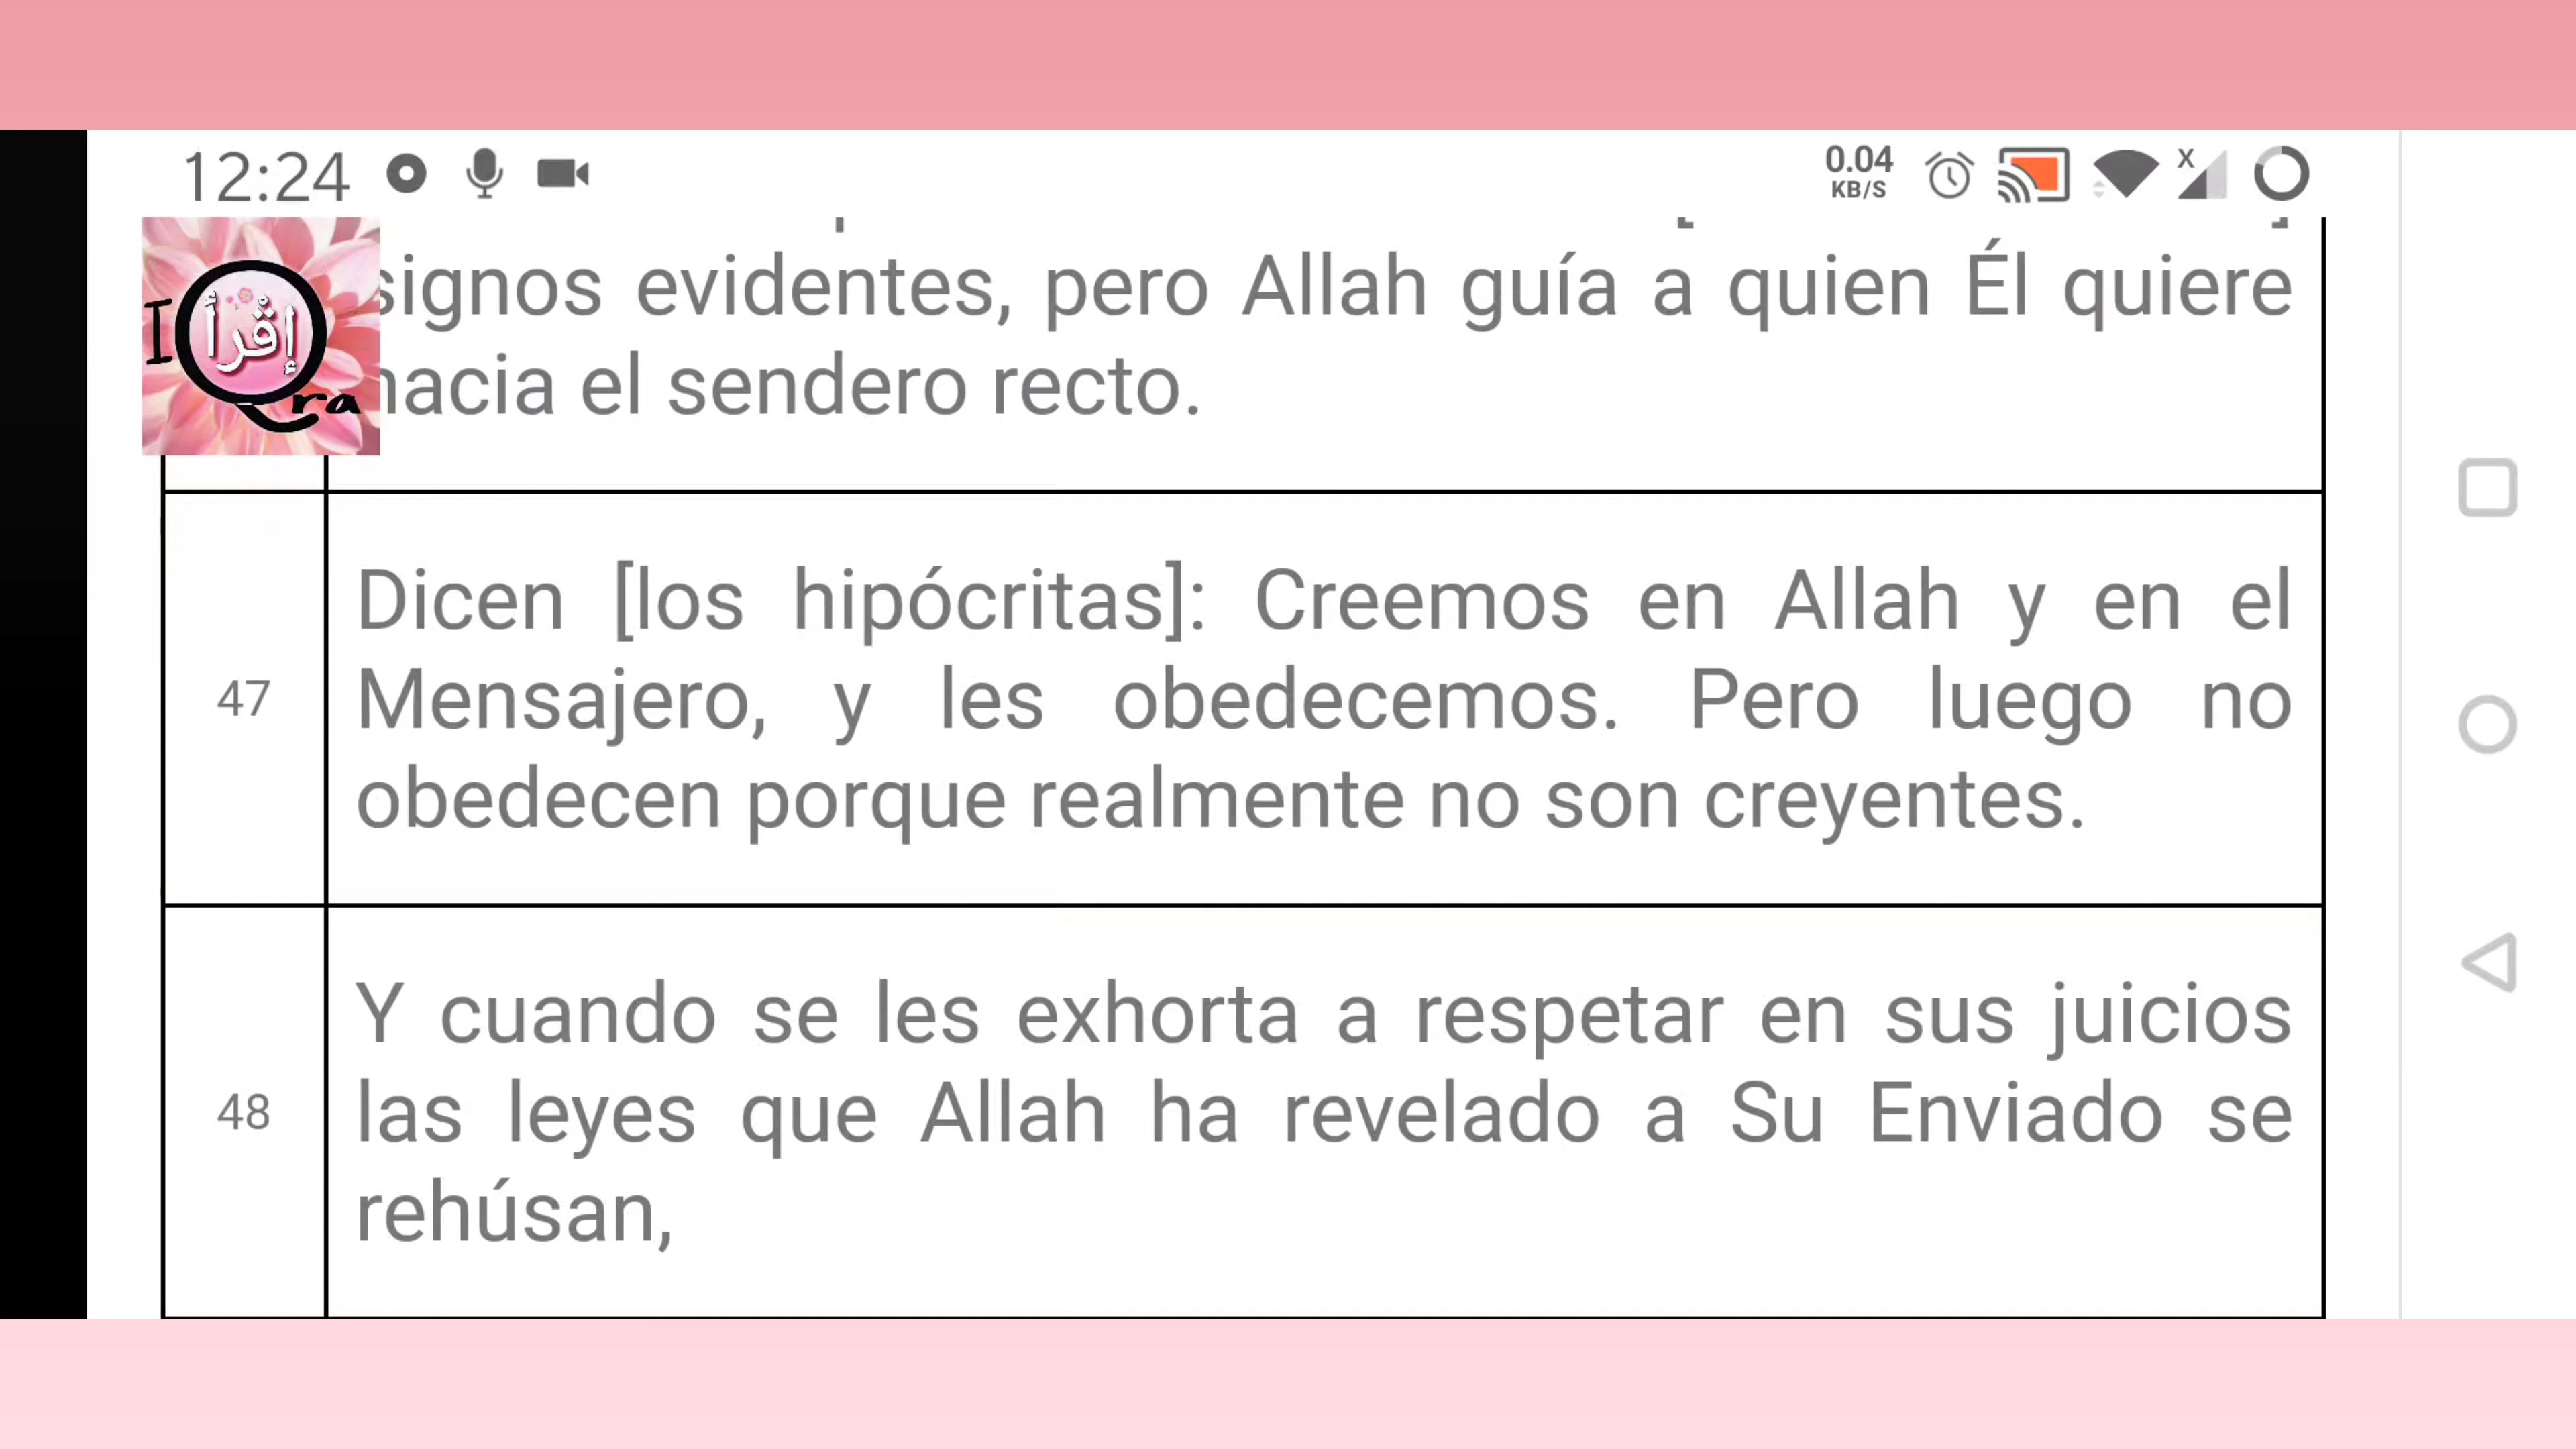 12:24
0.04
KB/S
x
I إقْرأ ra
signos evidentes, pero Allah guía a quien Él quiere
hacia el sendero recto.
47
Dicen [los hipócritas]: Creemos en Allah y en el
Mensajero, y les obedecemos. Pero luego no
obedecen porque realmente no son creyentes.
48
Y cuando se les exhorta a respetar en sus juicios
las leyes que Allah ha revelado a Su Enviado se
rehúsan,